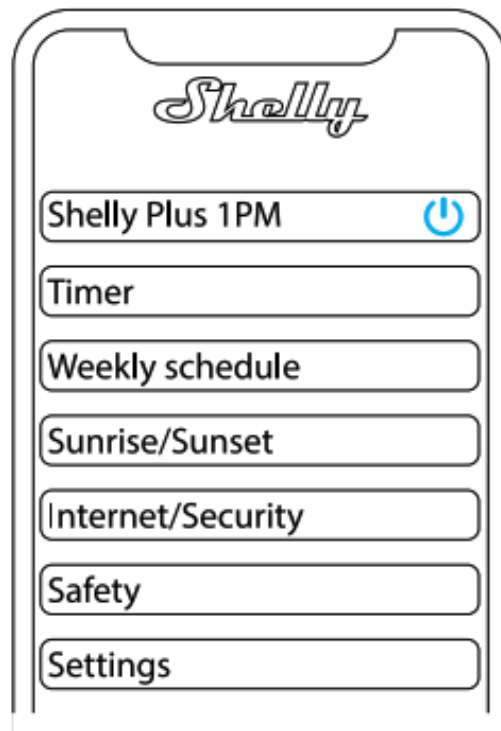 Shelly
Shelly Plus 1PM
Timer
Weekly schedule
Sunrise/Sunset
Internet/Security
Safety
Settings